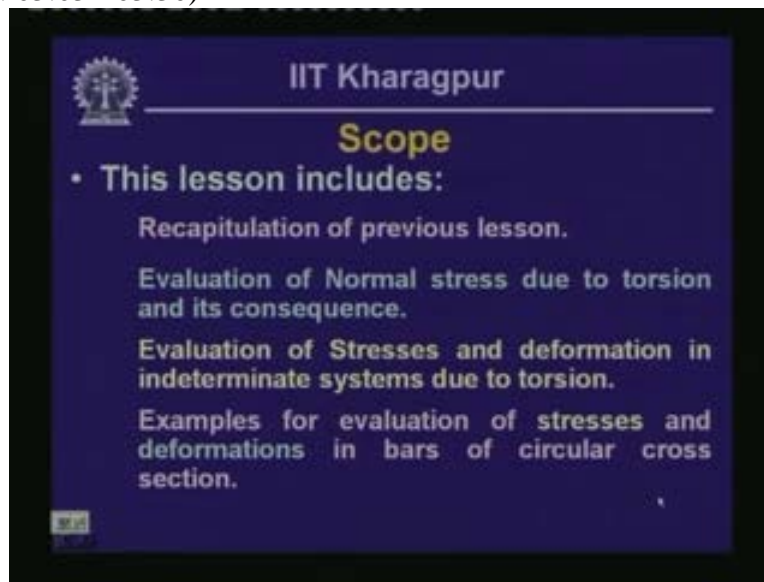 IIT Kharagpur
Scope
• This lesson includes:
Recapitulation of previous lesson.
Evaluation of Normal stress due to torsion
and its consequence.
Evaluation of Stresses and deformation in
indeterminate systems due to torsion.
Examples for evaluation of stresses and
deformations in bars of circular cross
section.